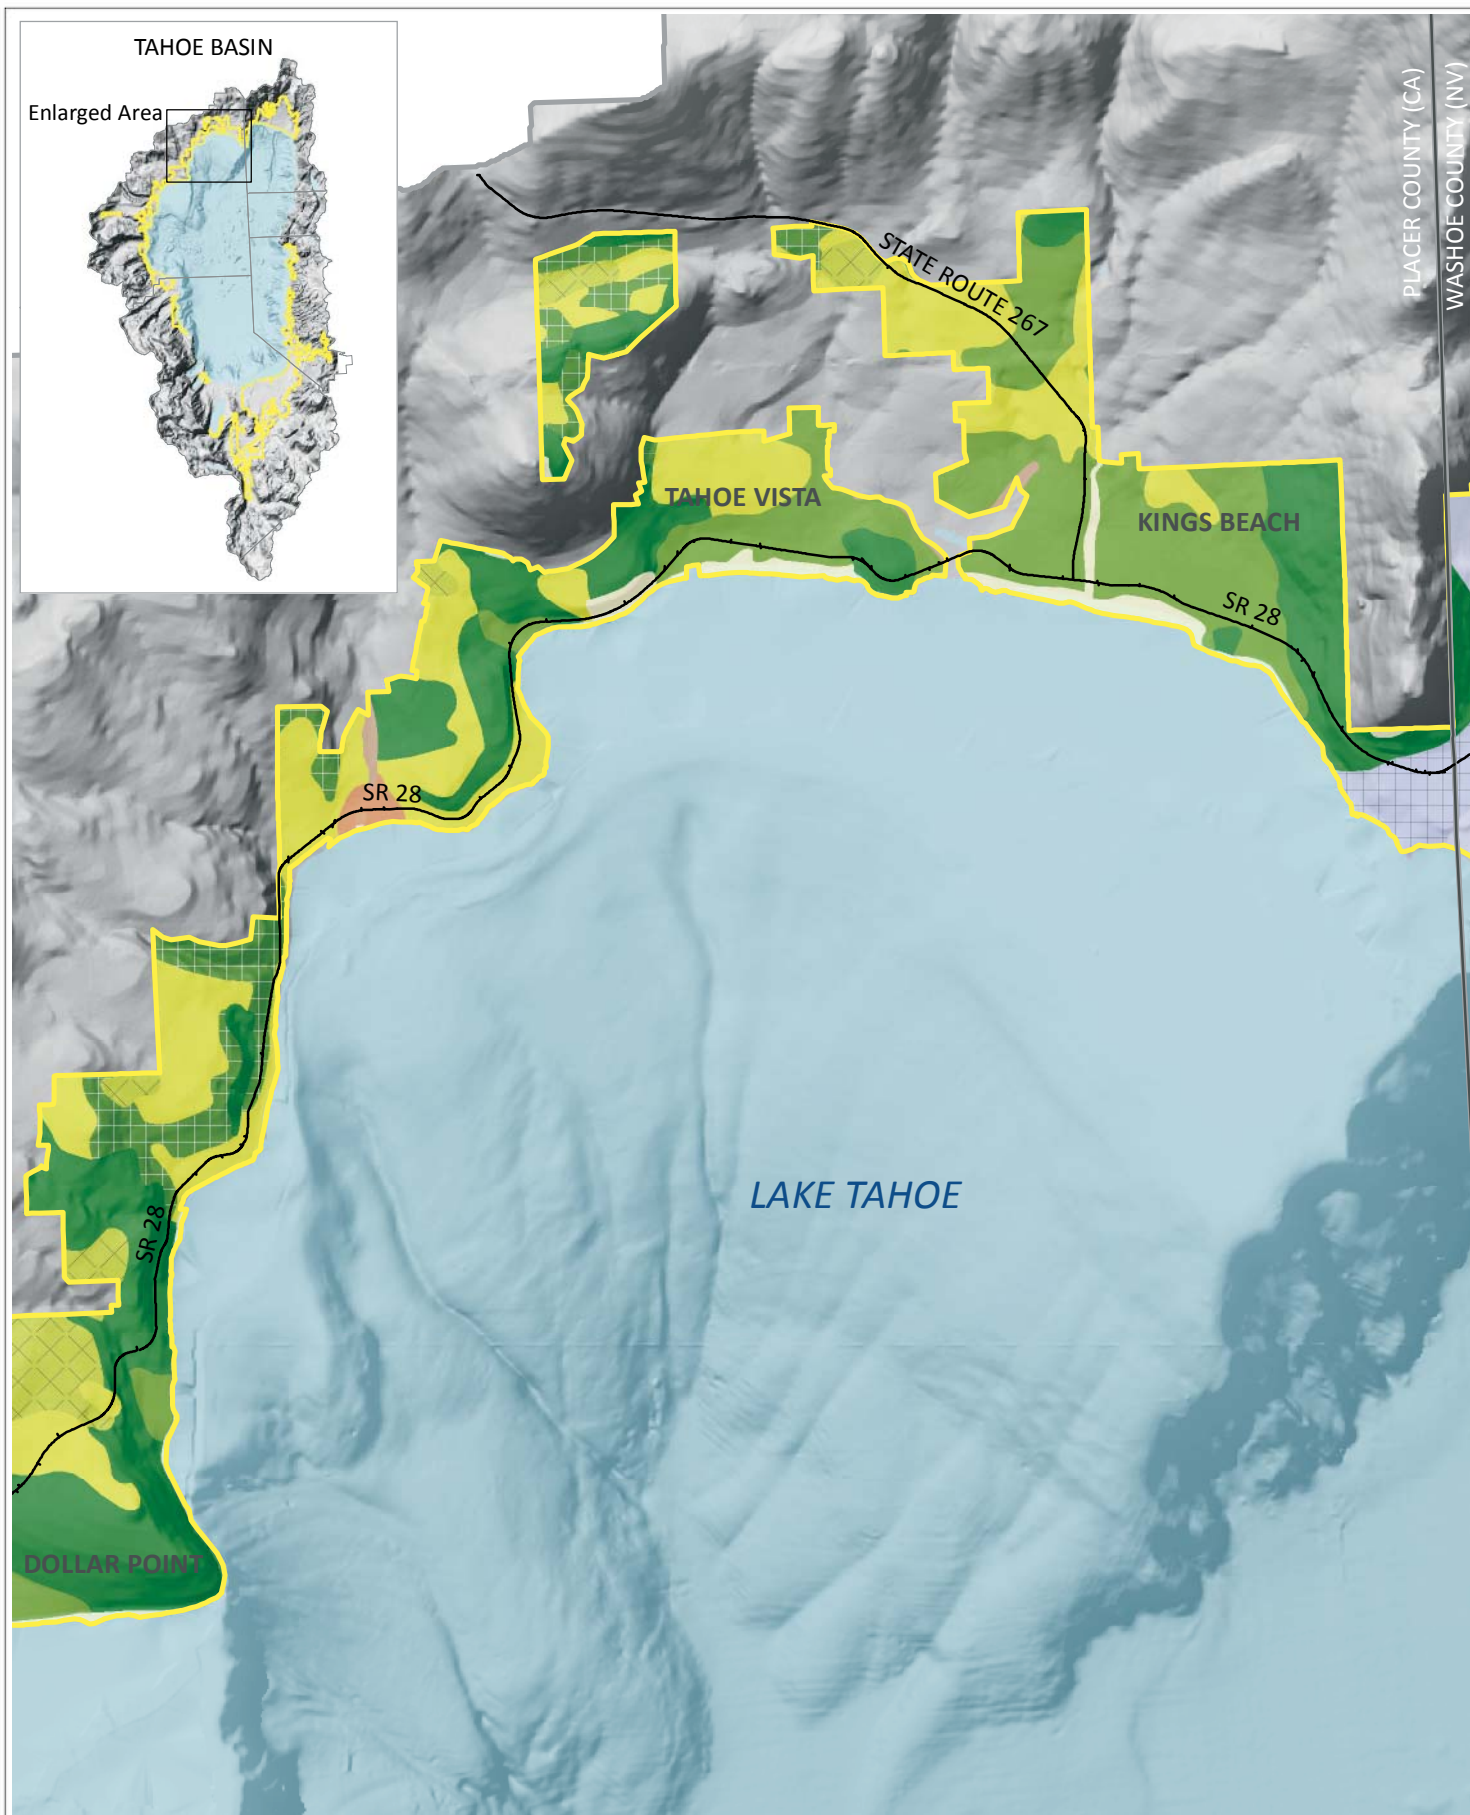 TAHOE BASIN
Enlarged Area
PLACER COUNTY (CA)
WASHOE COUNTY (NV)
STATE ROUTE 267
TAHOE VISTA
KINGS BEACH
SR 28
SR 28
LAKE TAHOE
SR 28
DOLLAR POINT